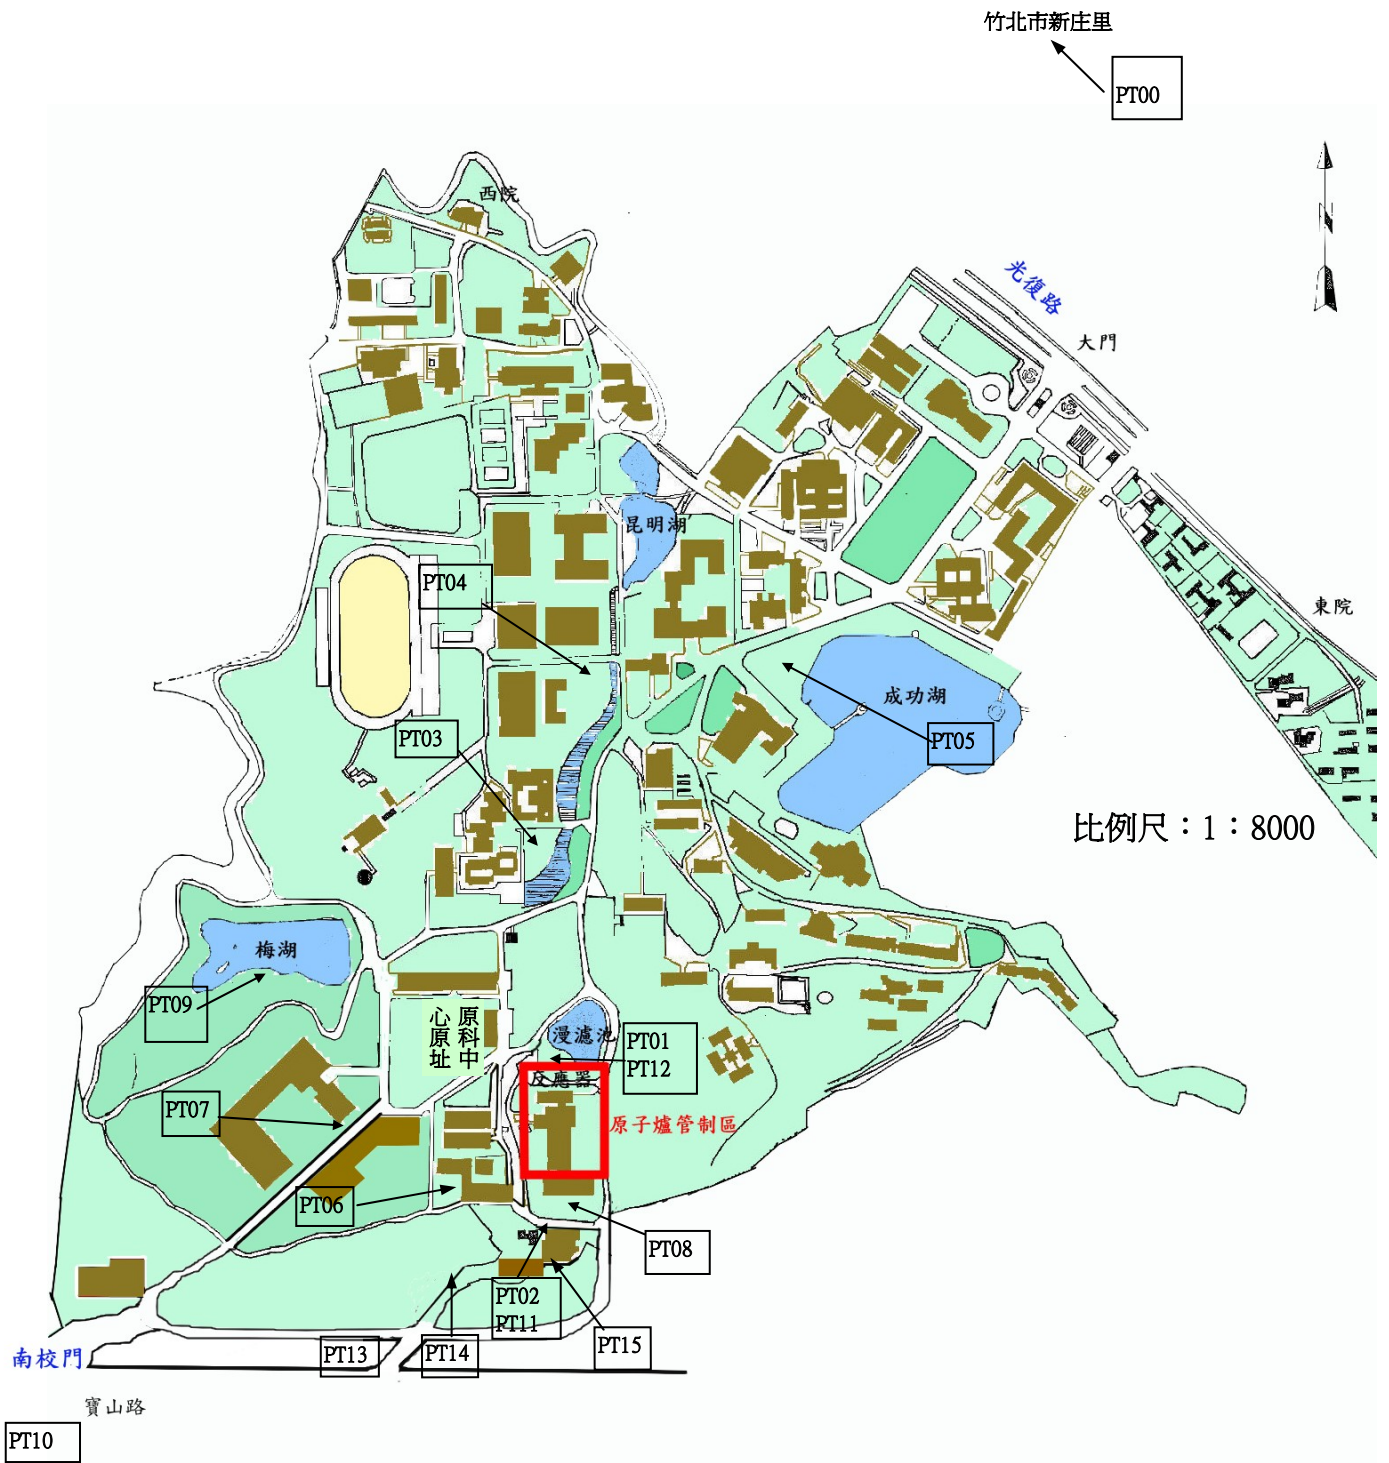 竹北市新庄里
PT00
西院
光復路
大門
昆明湖
PT04
東院
成功湖
PT03
PT05
比例尺：1：8000
梅湖
PT09
原科中
心原址
漫濾池
PT01
PT12
反應器
PT07
原子爐管制區
PT06
PT08
PT02
PT11
PT15
PT13
PT14
南校門
寶山路
PT10
N